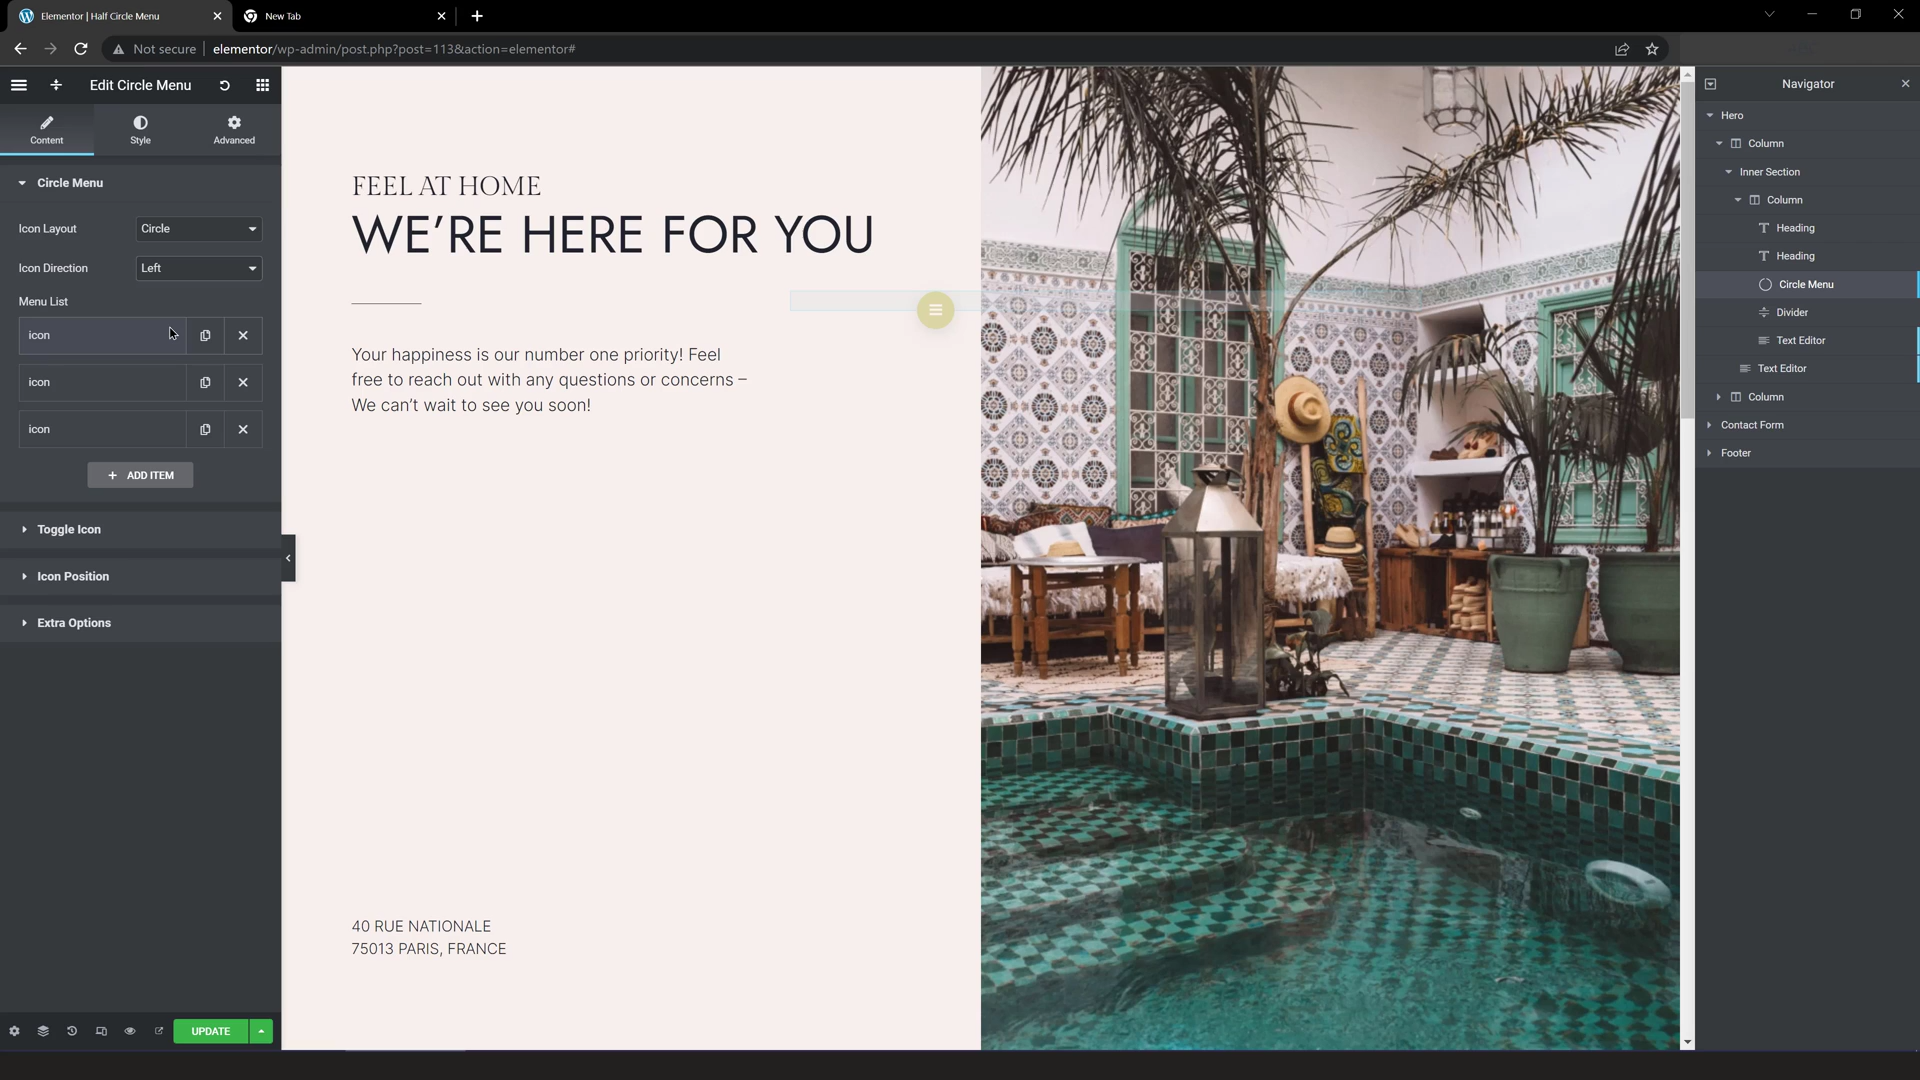 Elementor | Half Circle Menu
New Tab
Not secure
elementor/wp-admin/post.php?post=113&action=elementor#
Edit Circle Menu
Content
Style
Advanced
Circle Menu
Icon Layout
Circle
Icon Direction
Left
Menu List
icon
icon
icon
+ ADD ITEM
Toggle Icon
Icon Position
Extra Options
UPDATE
FEEL AT HOME
WE’RE HERE FOR YOU
Your happiness is our number one priority! Feel
free to reach out with any questions or concerns –
We can’t wait to see you soon!
40 RUE NATIONALE
75013 PARIS, FRANCE
Navigator
Hero
Column
Inner Section
Column
Heading
Heading
Circle Menu
Divider
Text Editor
Text Editor
Column
Contact Form
Footer